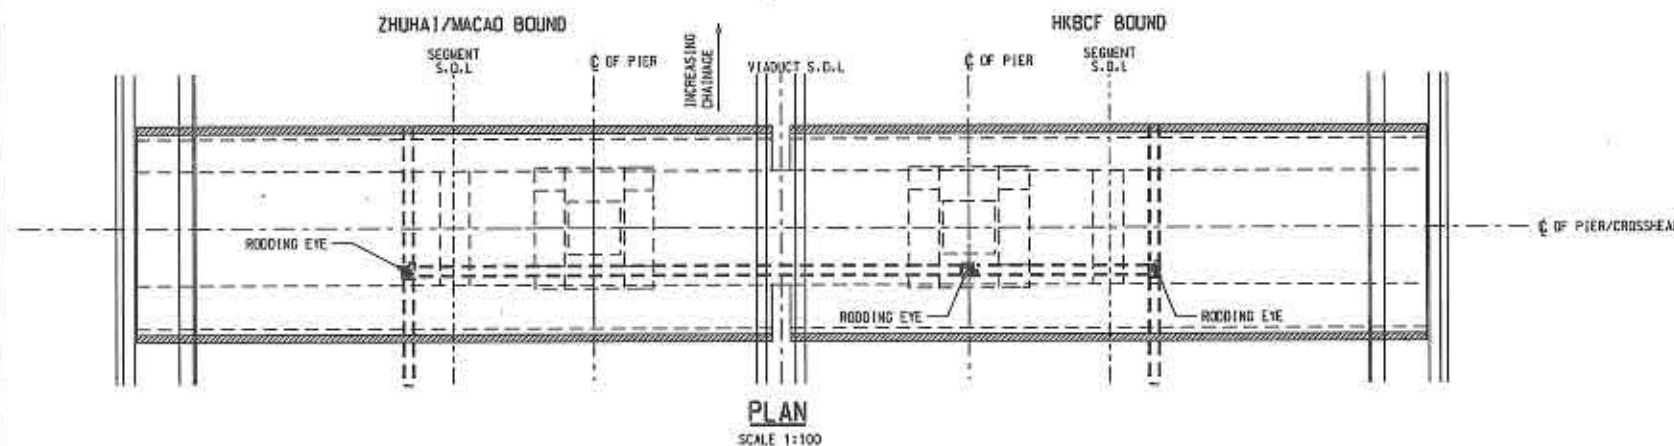 ZHUHAI/MACAO BOUND
HKBCF BOUND
SEGMENT
S.O.L
℄ OF PIER
INCREASING
CHAINAGE
VIADUCT S.O.L
℄ OF PIER
SEGMENT
S.O.L
℄ OF PIER/CROSSHEA
RODDING EYE
RODDING EYE
RODDING EYE
PLAN
SCALE 1:100